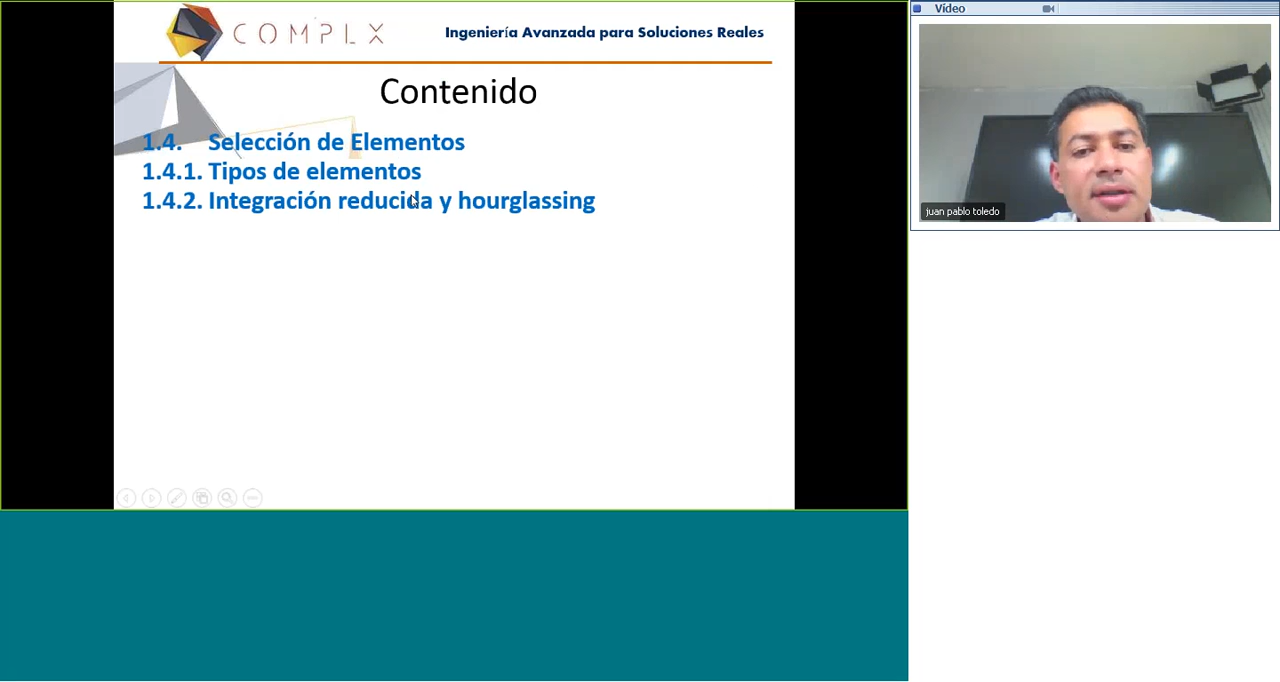 COMPLX
Ingeniería Avanzada para Soluciones Reales
Contenido
1.4. Selección de Elementos
1.4.1. Tipos de elementos
1.4.2. Integración reducida y hourglassing
Vídeo
juan pablo toledo